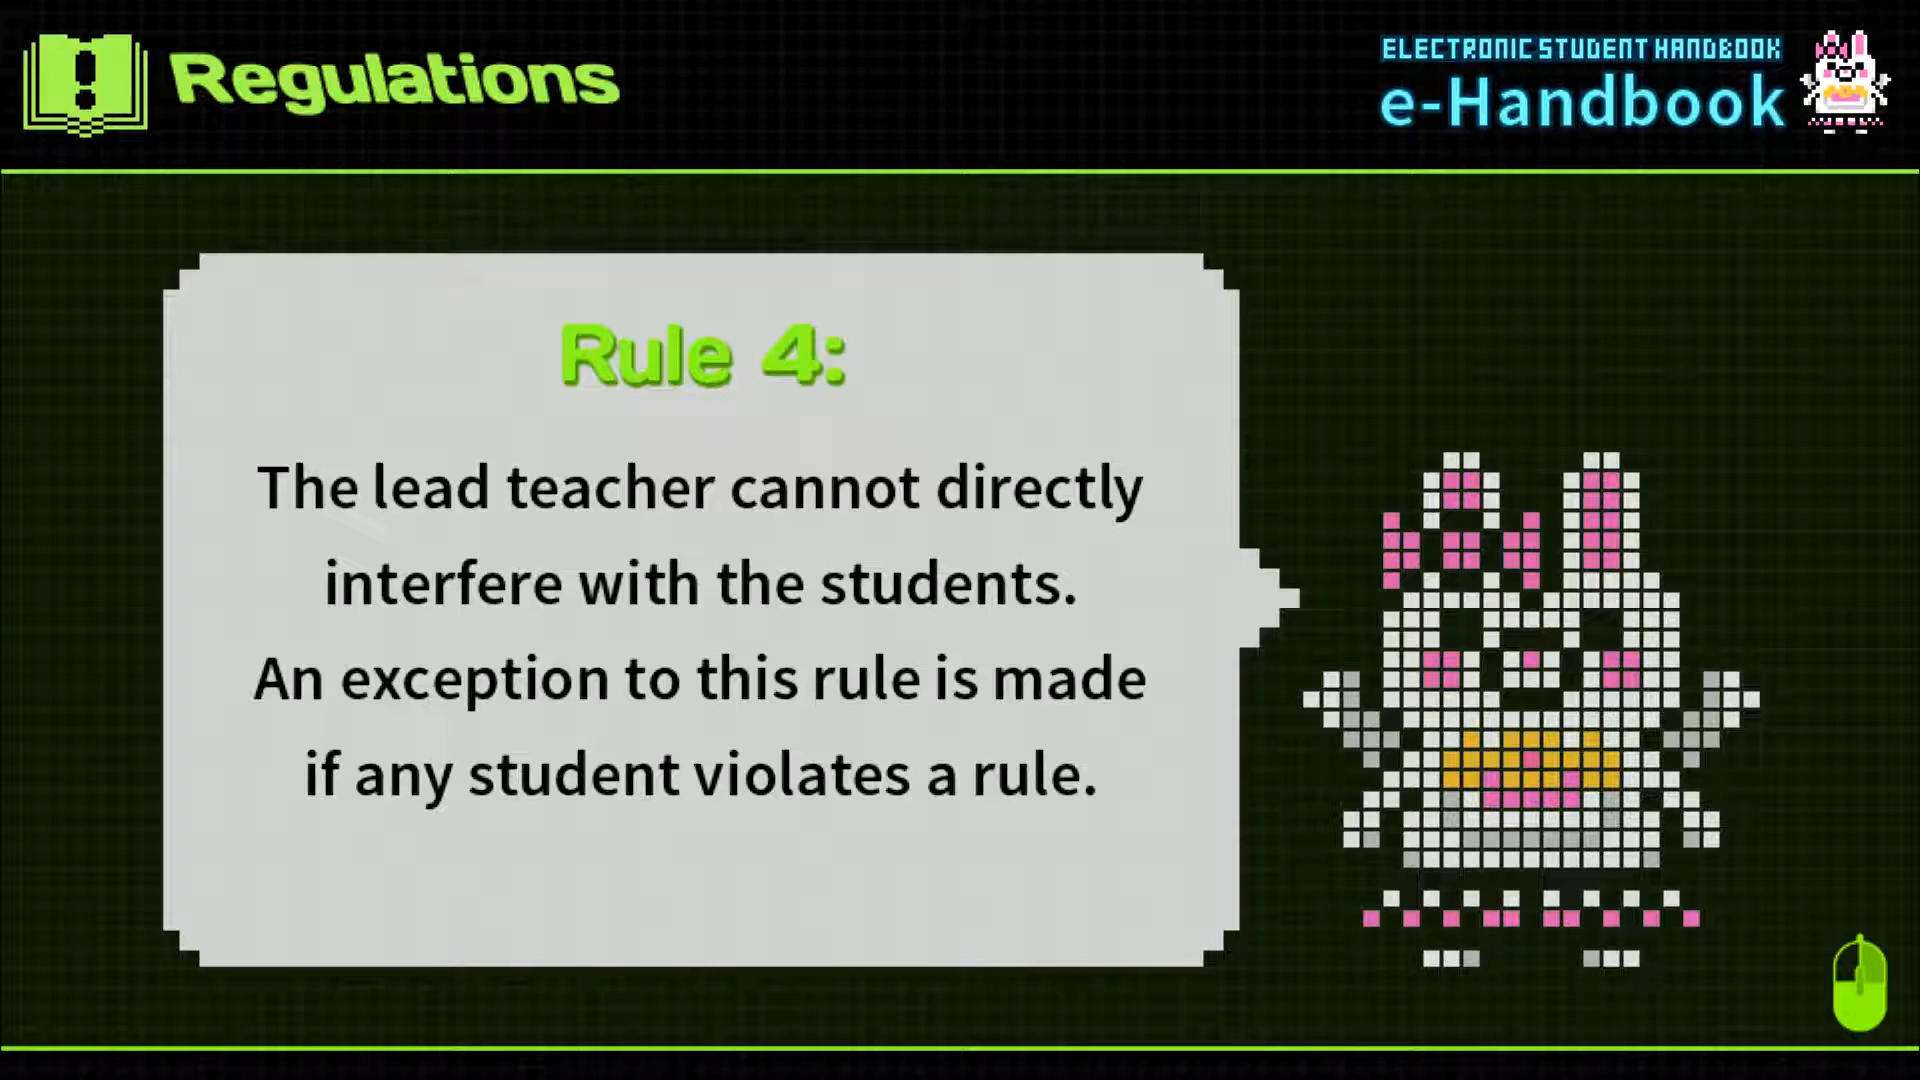 Regulations
ELECTRONIC STUDENT HANDBOOK
e-Handbook
Rule 4:
The lead teacher cannot directly
interfere with the students.
An exception to this rule is made
if any student violates a rule.